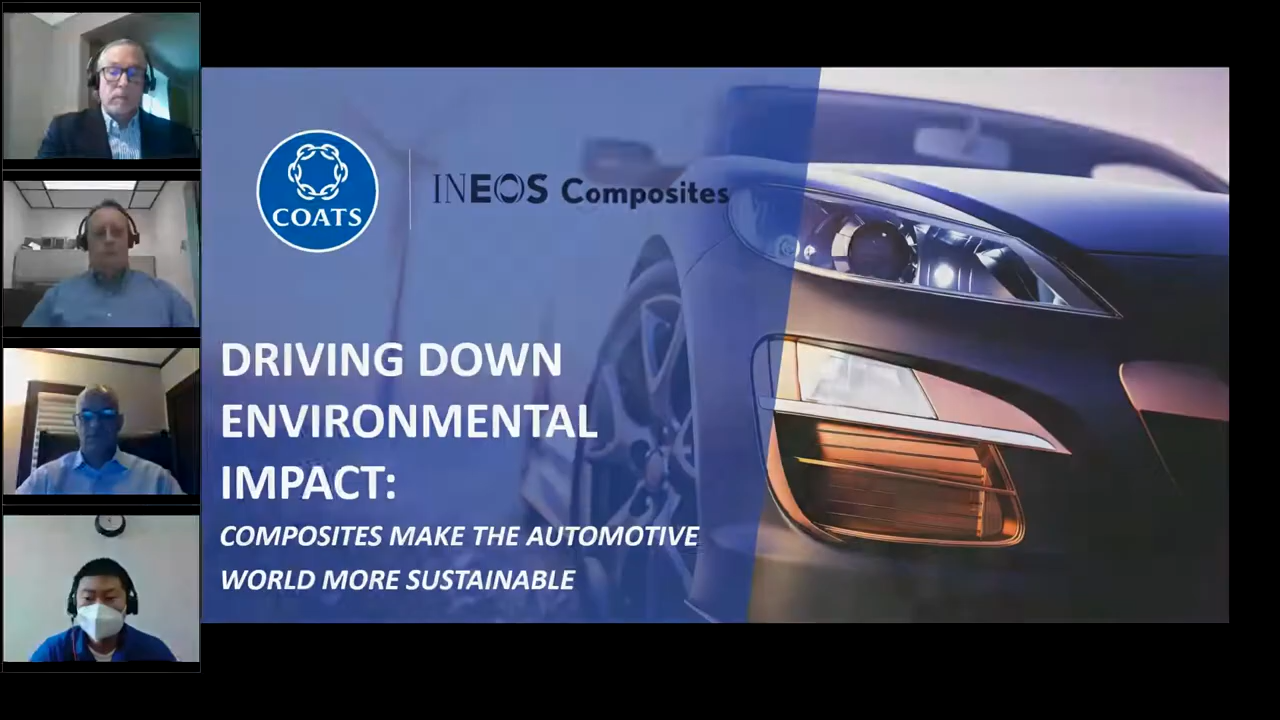 COATS
INEOS Composites
DRIVING DOWN
ENVIRONMENTAL
IMPACT:
COMPOSITES MAKE THE AUTOMOTIVE
WORLD MORE SUSTAINABLE